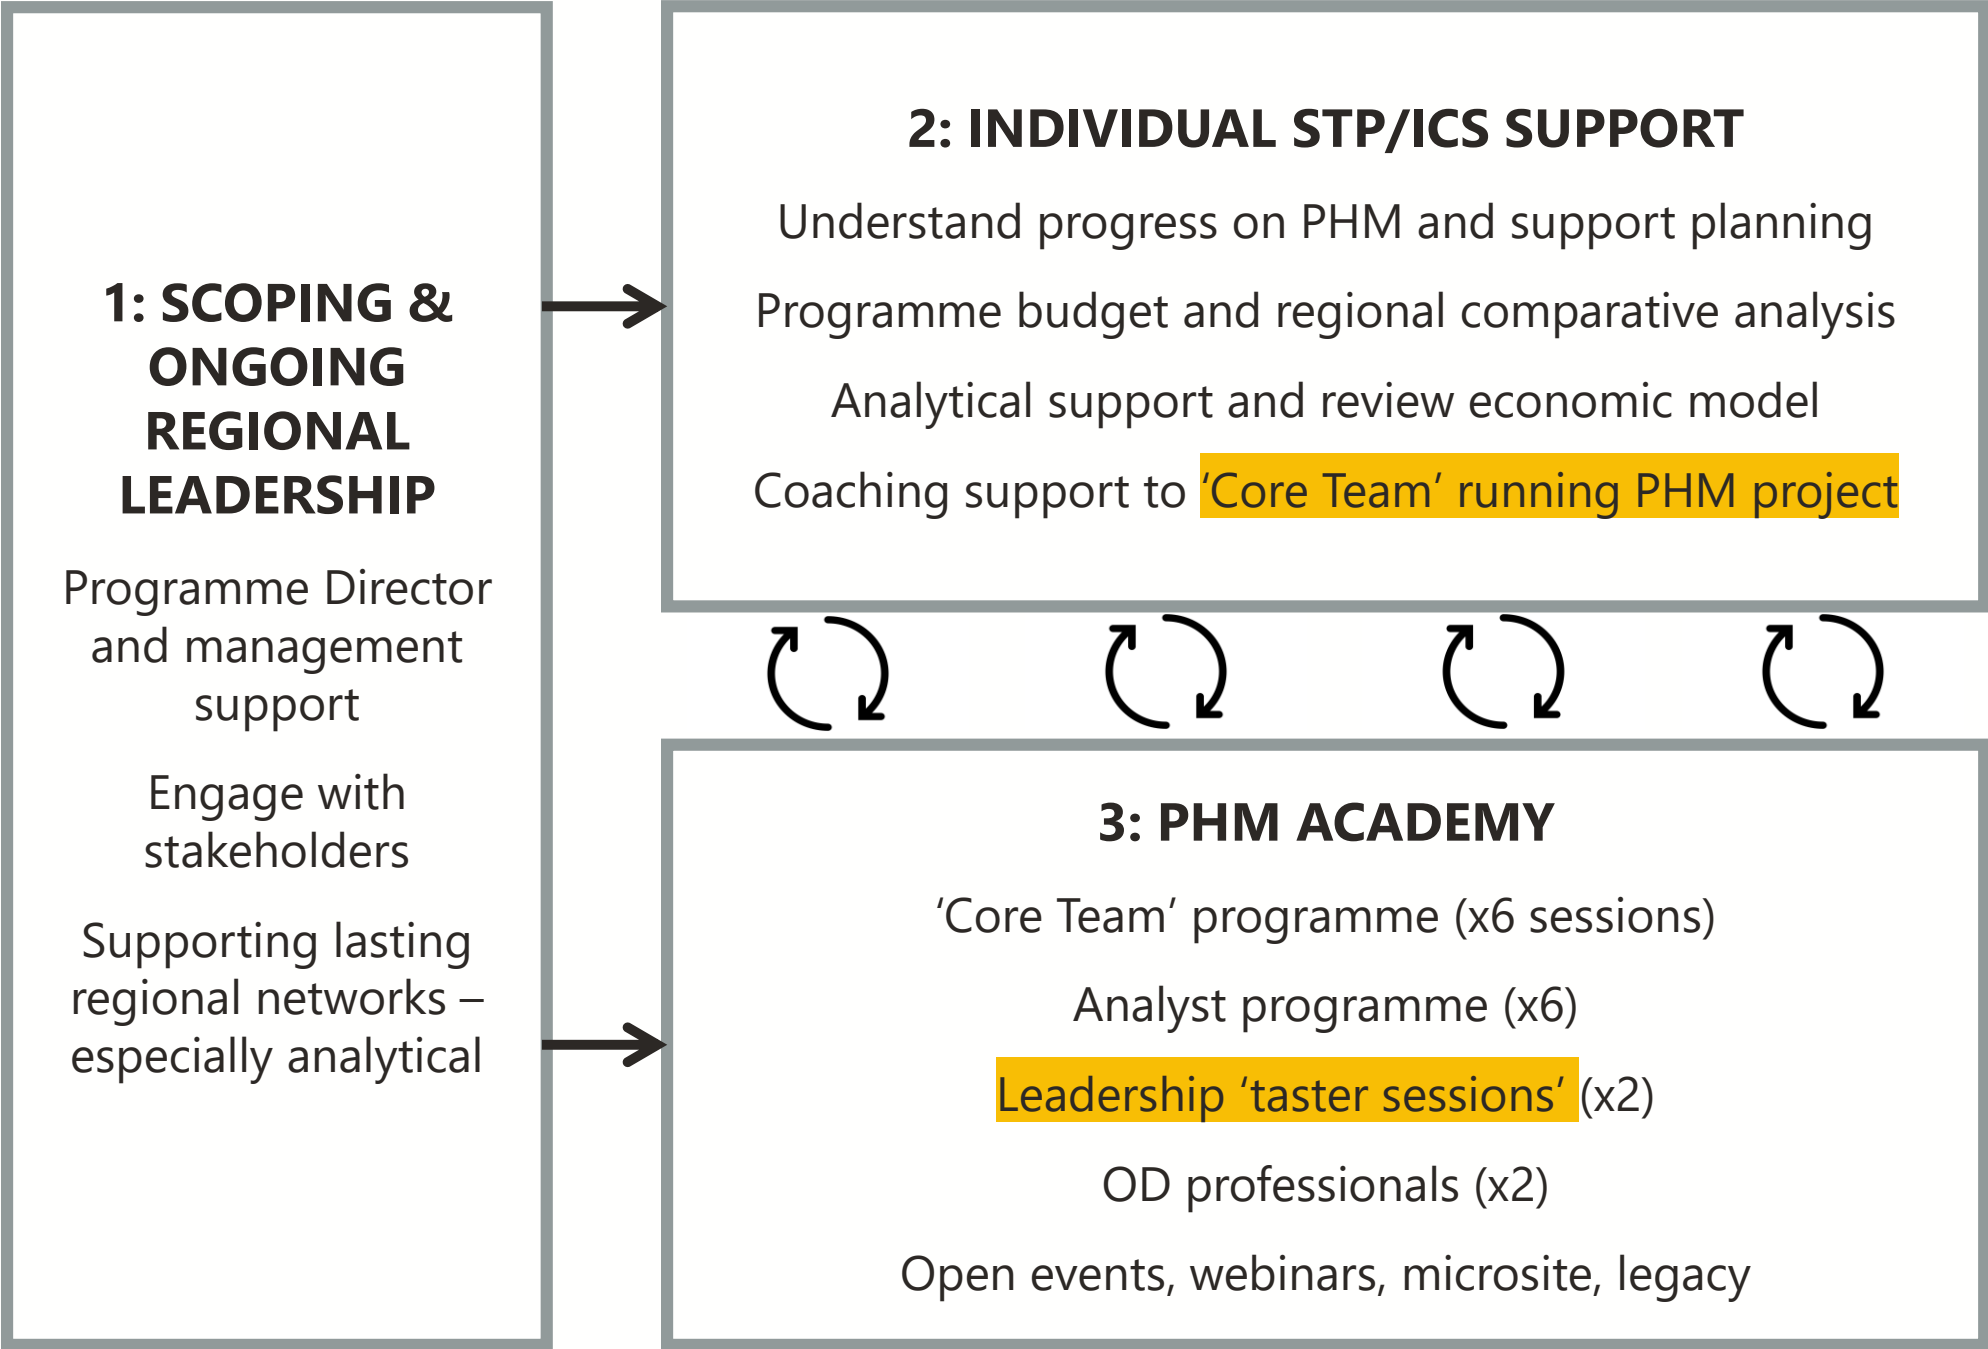 1: SCOPING &
ONGOING
REGIONAL
LEADERSHIP
Programme Director
and management
support
Engage with
stakeholders
Supporting lasting
regional networks –
especially analytical
2: INDIVIDUAL STP/ICS SUPPORT
Understand progress on PHM and support planning
Programme budget and regional comparative analysis
Analytical support and review economic model
Coaching support to ‘Core Team’ running PHM project
3: PHM ACADEMY
‘Core Team’ programme (x6 sessions)
Analyst programme (x6)
Leadership ‘taster sessions’ (x2)
OD professionals (x2)
Open events, webinars, microsite, legacy